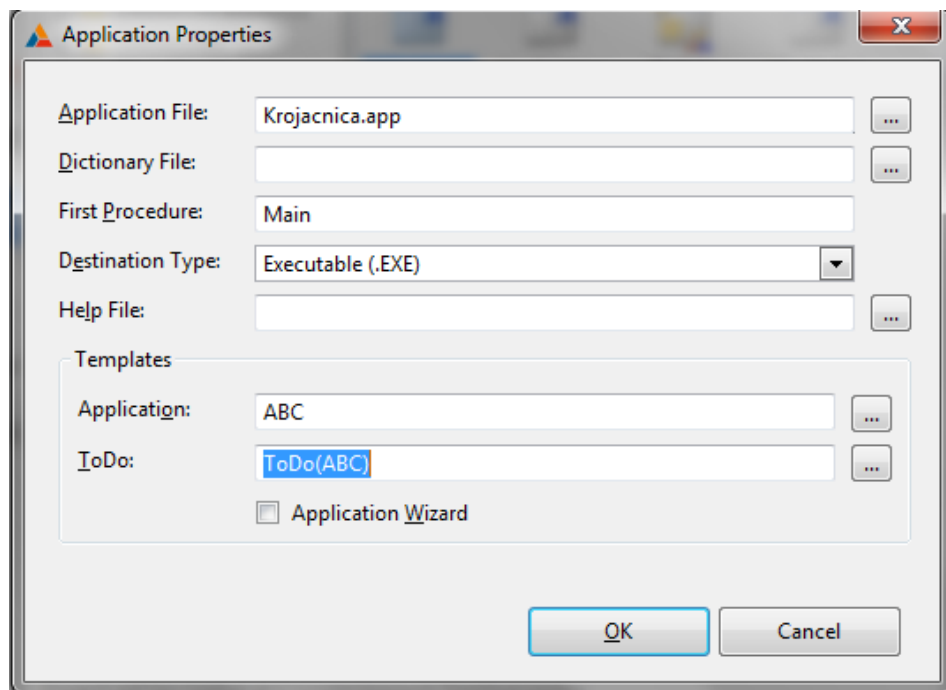 Application Properties
Application File: Krojacnica.app ...
Dictionary File: ...
First Procedure: Main
Destination Type: Executable (.EXE)
Help File: ...
Templates
Application: ABC ...
ToDo: ToDo(ABC) ...
Application Wizard
OK Cancel